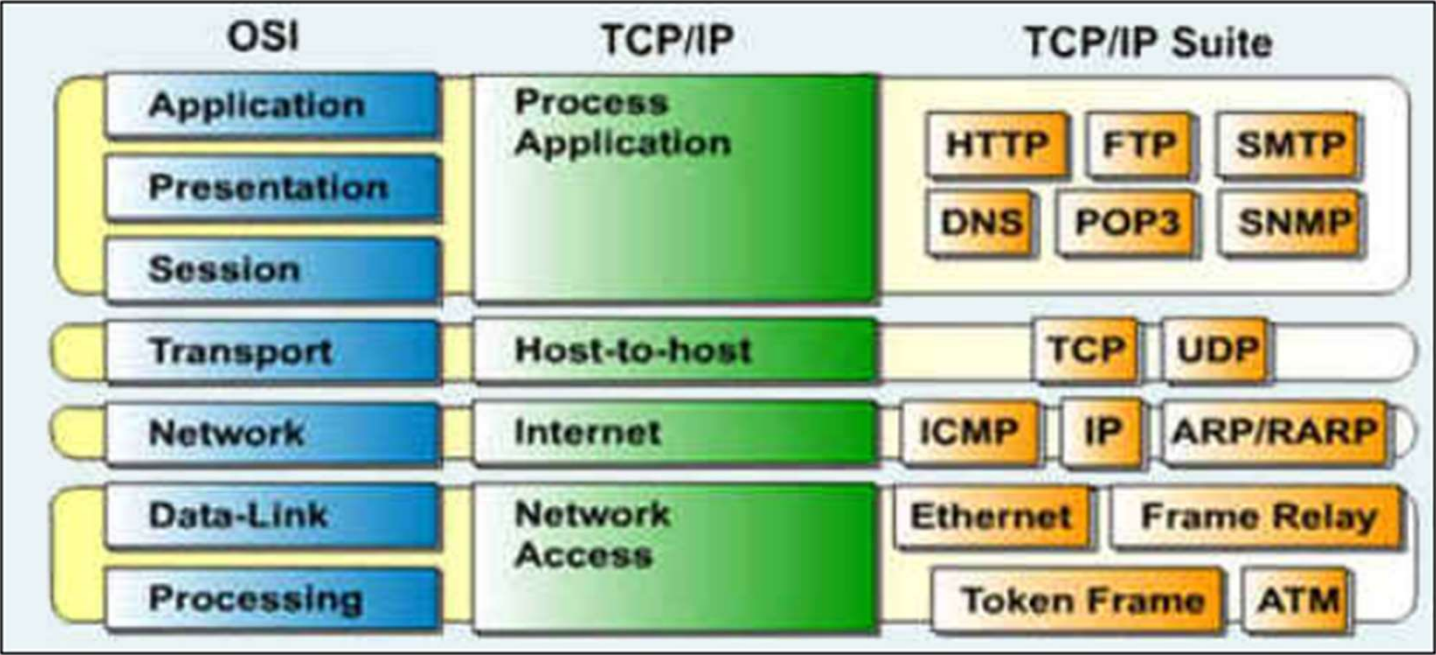 OSI TCP/IP TCP/IP Suite
Application
Presentation
Session
Process
Application
HTTP FTP SMTP
DNS POP3 SNMP
Transport Host-to-host TCP UDP
Network Internet ICMP IP ARP/RARP
Data-Link
Processing
Network
Access
Ethernet Frame Relay
Token Frame ATM